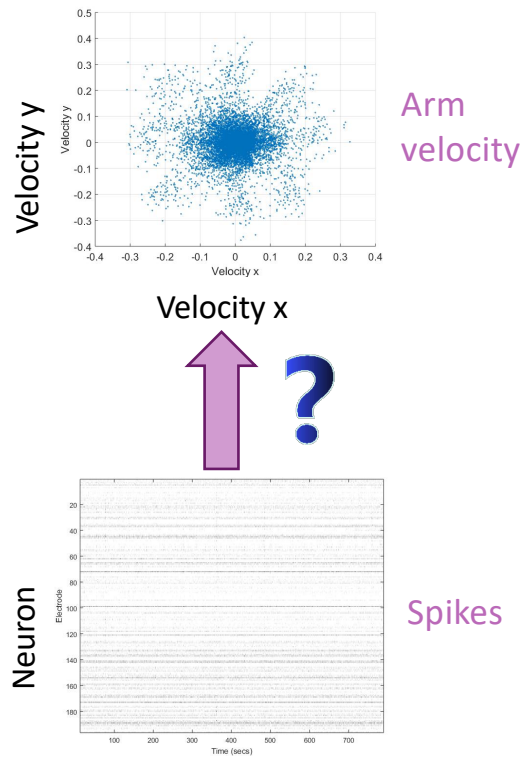 0.5
0.4
0.3
0.2
0.1
0
-0.1
-0.2
-0.3
-0.4
Velocity y
Velocity y
-0.4 -0.3 -0.2 -0.1 0 0.1 0.2 0.3 0.4
Velocity x
Arm
velocity
Velocity x
?
20
40
60
80
100
120
140
160
180
Neuron
Electrode
100 200 300 400 500 600 700
Time (secs)
Spikes